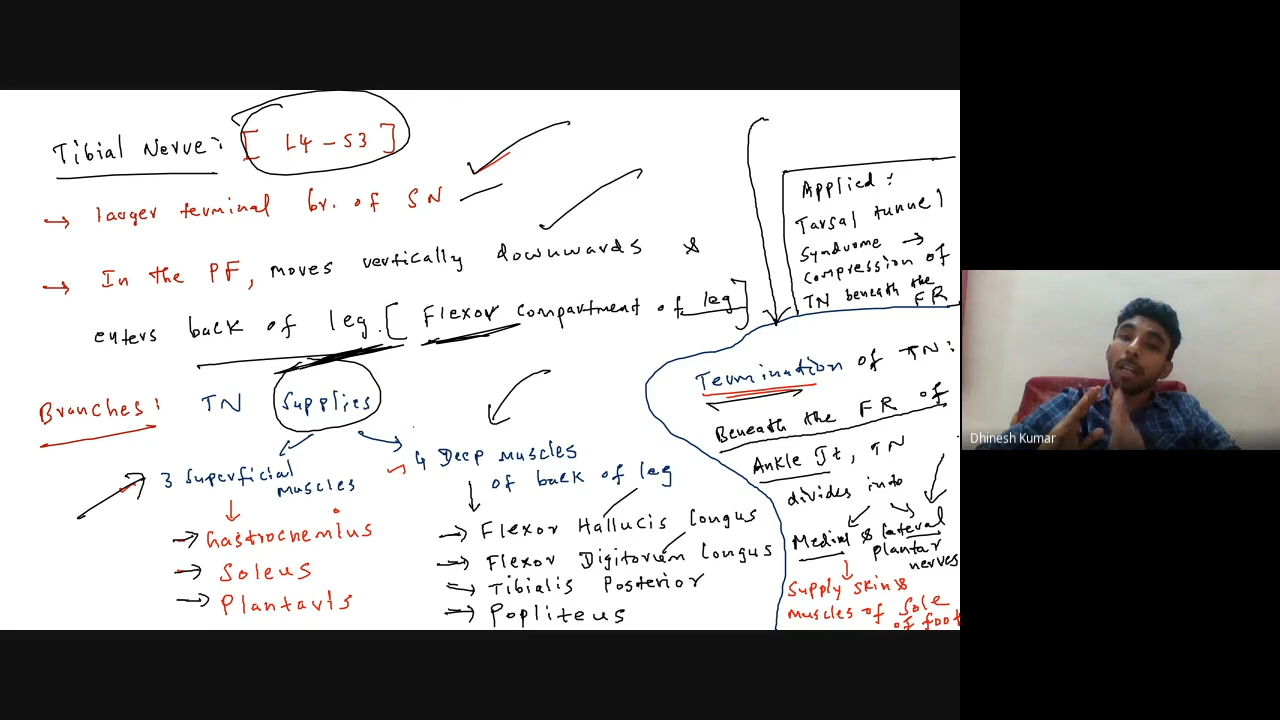 Tibial Nerve: [ L4 - S3 ]
→ larger terminal br. of SN
→ In the PF, moves vertically downwards &
enters back of leg. [Flexor compartment of leg]
Branches: TN Supplies
3 Superficial muscles
→ Gastrocnemius
→ Soleus
→ Plantaris
4 Deep muscles
of back of leg
→ Flexor Hallucis Longus
→ Flexor Digitorum Longus
→ Tibialis Posterior
→ Popliteus
Applied:
Tarsal tunnel
Syndrome →
compression of
TN beneath the
FR
Termination of TN:
Beneath the FR of
Ankle Jt, TN
divides into
Medial & lateral
plantar
nerves
Supply skin &
muscles of Sole
of foot
Dhinesh Kumar